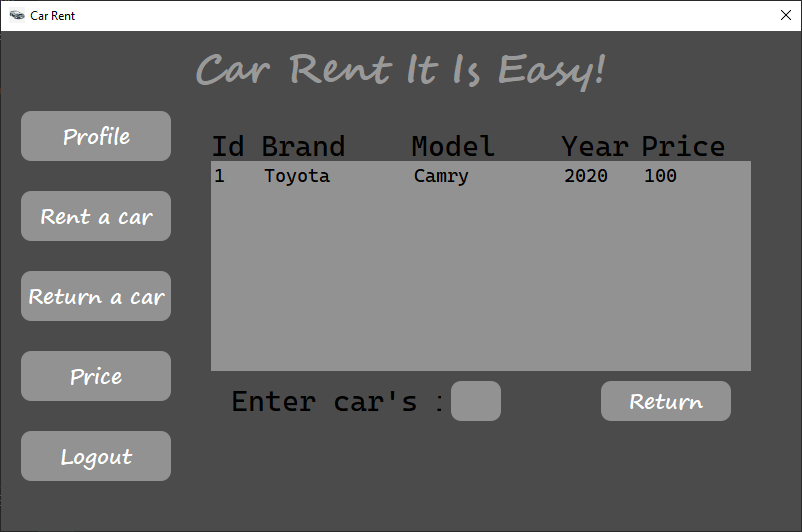 Car Rent
Car Rent It Is Easy!
Profile
Rent a car
Return a car
Price
Logout
Id Brand Model Year Price
1 Toyota Camry 2020 100
Enter car's
Return